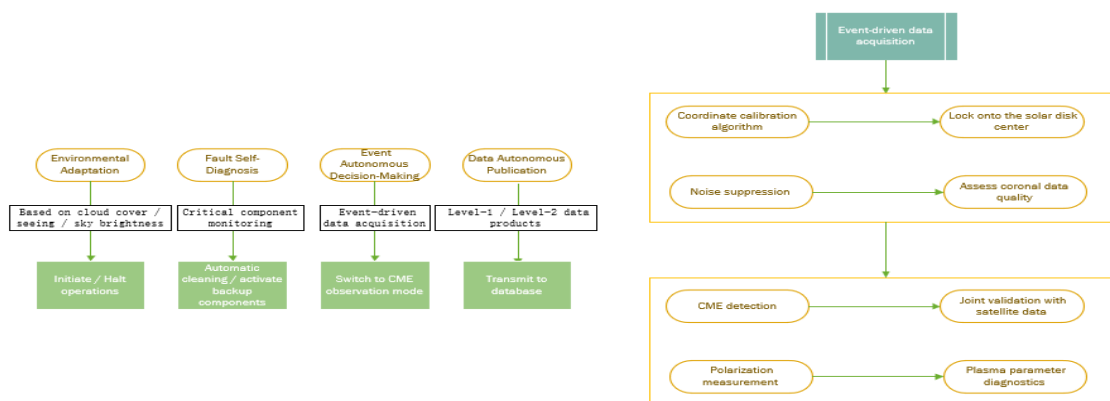 Environmental
Adaptation
Fault Self-
Diagnosis
Event
Autonomous
Decision-Making
Data Autonomous
Publication
Based on cloud cover /
seeing / sky brightness
Critical component
monitoring
Event-driven
data acquisition
Level-1 / Level-2 data
products
Initiate / Halt
operations
Automatic
cleaning / activate
backup
components
Switch to CME
observation mode
Transmit to
database
Event-driven data
acquisition
Coordinate calibration
algorithm
Lock onto the solar disk
center
Noise suppression
Assess coronal data
quality
CME detection
Joint validation with
satellite data
Polarization
measurement
Plasma parameter
diagnostics